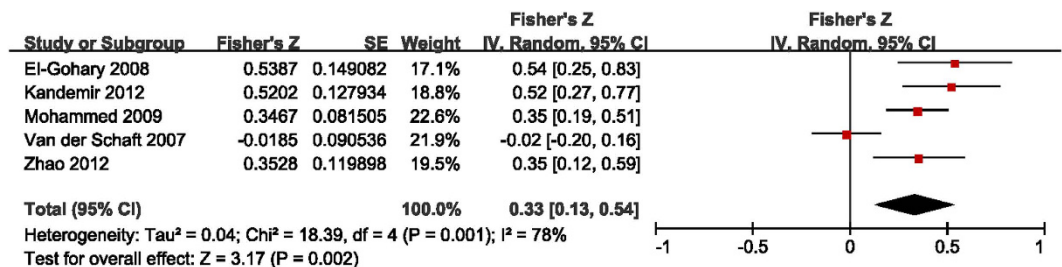 Fisher's Z Fisher's Z
Study or Subgroup Fisher's Z SE Weight IV. Random. 95% CI IV. Random. 95% CI
El-Gohary 2008 0.5387 0.149082 17.1% 0.54 [0.25, 0.83]
Kandemir 2012 0.5202 0.127934 18.8% 0.52 [0.27, 0.77]
Mohammed 2009 0.3467 0.081505 22.6% 0.35 [0.19, 0.51]
Van der Schaft 2007 -0.0185 0.090536 21.9% -0.02 [-0.20, 0.16]
Zhao 2012 0.3528 0.119898 19.5% 0.35 [0.12, 0.59]
Total (95% CI) 100.0% 0.33 [0.13, 0.54]
Heterogeneity: Tau² = 0.04; Chi² = 18.39, df = 4 (P = 0.001); I² = 78%
Test for overall effect: Z = 3.17 (P = 0.002)
-1 -0.5 0 0.5 1